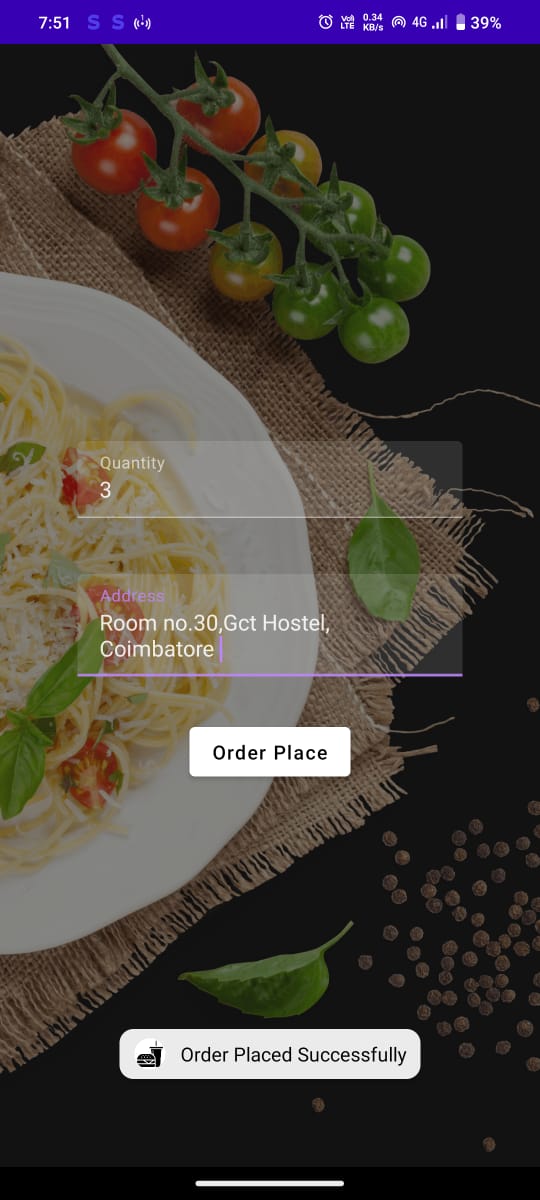 7:51 S S VoI) LTE 0.34 KB/s 4G 39%
Quantity
3
Address
Room no.30,Gct Hostel,
Coimbatore
Order Place
Order Placed Successfully